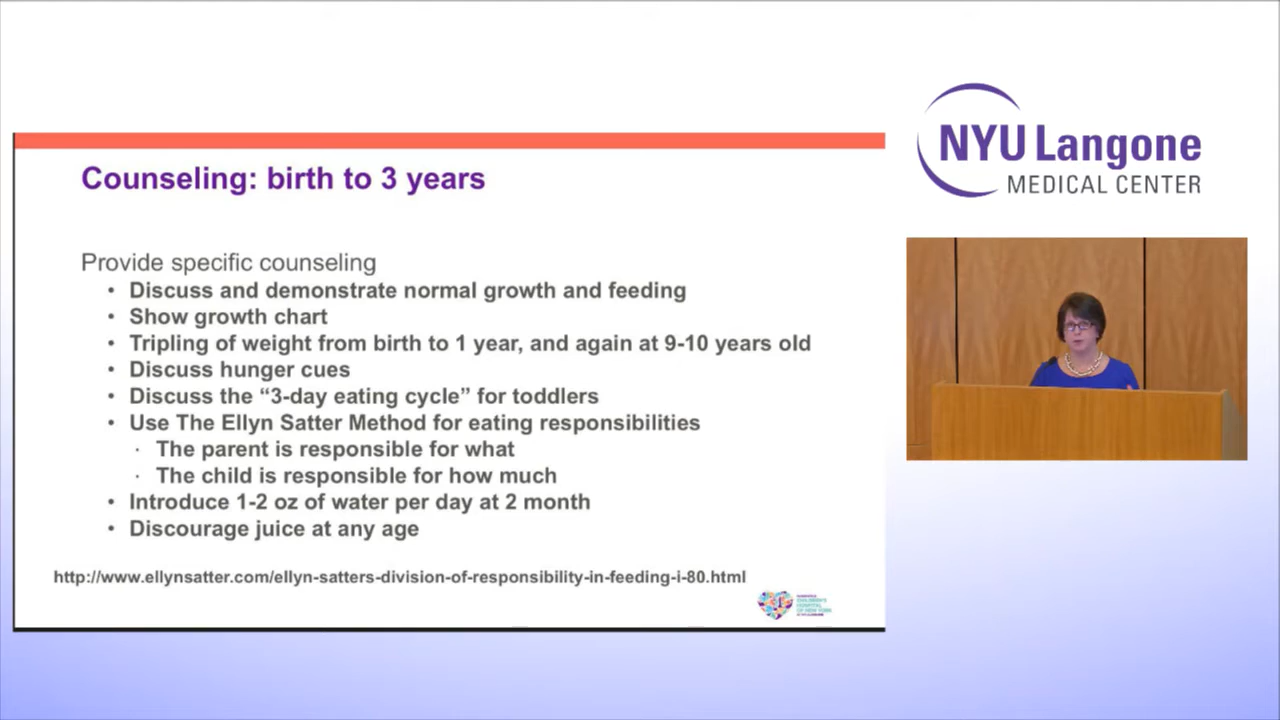 NYU Langone
MEDICAL CENTER
Counseling: birth to 3 years
Provide specific counseling
• Discuss and demonstrate normal growth and feeding
• Show growth chart
• Tripling of weight from birth to 1 year, and again at 9-10 years old
• Discuss hunger cues
• Discuss the “3-day eating cycle” for toddlers
• Use The Ellyn Satter Method for eating responsibilities
· The parent is responsible for what
· The child is responsible for how much
• Introduce 1-2 oz of water per day at 2 month
• Discourage juice at any age
http://www.ellynsatter.com/ellyn-satters-division-of-responsibility-in-feeding-i-80.html
CHILDREN'S
HOSPITAL
OF NEW YORK